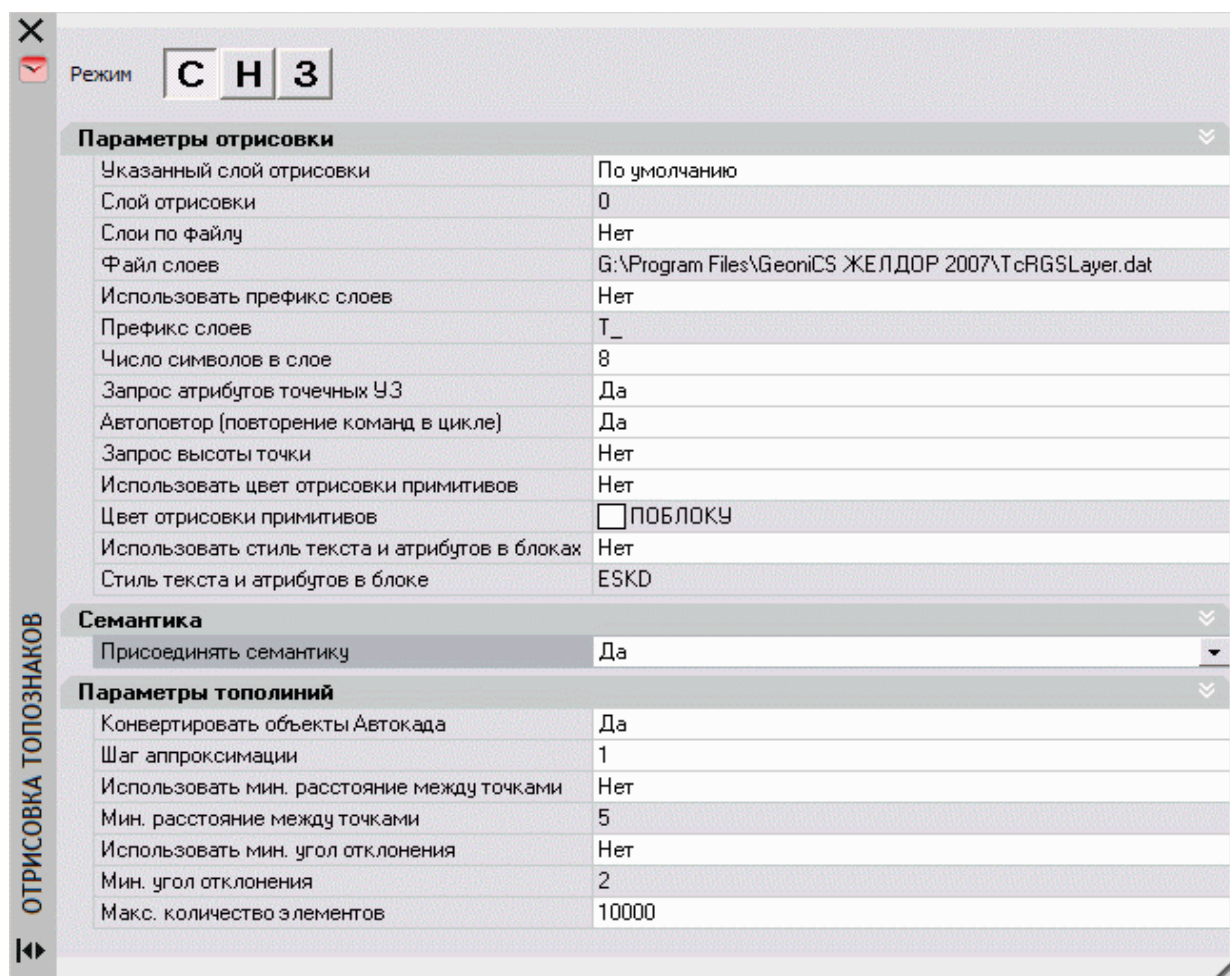 Режим С Н З
Параметры отрисовки
Указанный слой отрисовки По умолчанию
Слой отрисовки 0
Слои по файлу Нет
Файл слоев G:\Program Files\GeoniCS ЖЕЛДОР 2007\TcRGSLayer.dat
Использовать префикс слоев Нет
Префикс слоев T_
Число символов в слое 8
Запрос атрибутов точечных УЗ Да
Автоповтор (повторение команд в цикле) Да
Запрос высоты точки Нет
Использовать цвет отрисовки примитивов Нет
Цвет отрисовки примитивов ПОБЛОКУ
Использовать стиль текста и атрибутов в блоках Нет
Стиль текста и атрибутов в блоке ESKD
Семантика
Присоединять семантику Да
Параметры тополиний
Конвертировать объекты Автокада Да
Шаг аппроксимации 1
Использовать мин. расстояние между точками Нет
Мин. расстояние между точками 5
Использовать мин. угол отклонения Нет
Мин. угол отклонения 2
Макс. количество элементов 10000
ОТРИСОВКА ТОПОЗНАКОВ